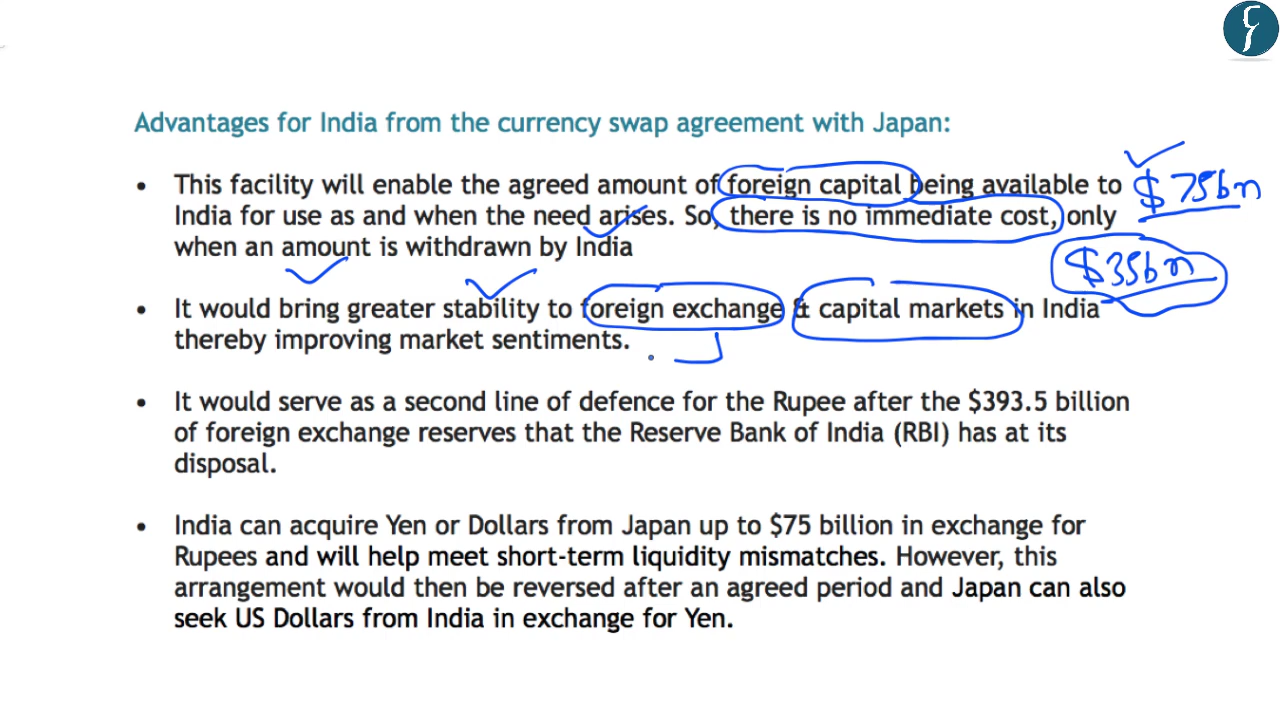 Advantages for India from the currency swap agreement with Japan:
• This facility will enable the agreed amount of foreign capital being available to
$75bn
India for use as and when the need arises. So, there is no immediate cost, only
when an amount is withdrawn by India
$35bn
• It would bring greater stability to foreign exchange & capital markets in India
thereby improving market sentiments.
• It would serve as a second line of defence for the Rupee after the $393.5 billion
of foreign exchange reserves that the Reserve Bank of India (RBI) has at its
disposal.
• India can acquire Yen or Dollars from Japan up to $75 billion in exchange for
Rupees and will help meet short-term liquidity mismatches. However, this
arrangement would then be reversed after an agreed period and Japan can also
seek US Dollars from India in exchange for Yen.